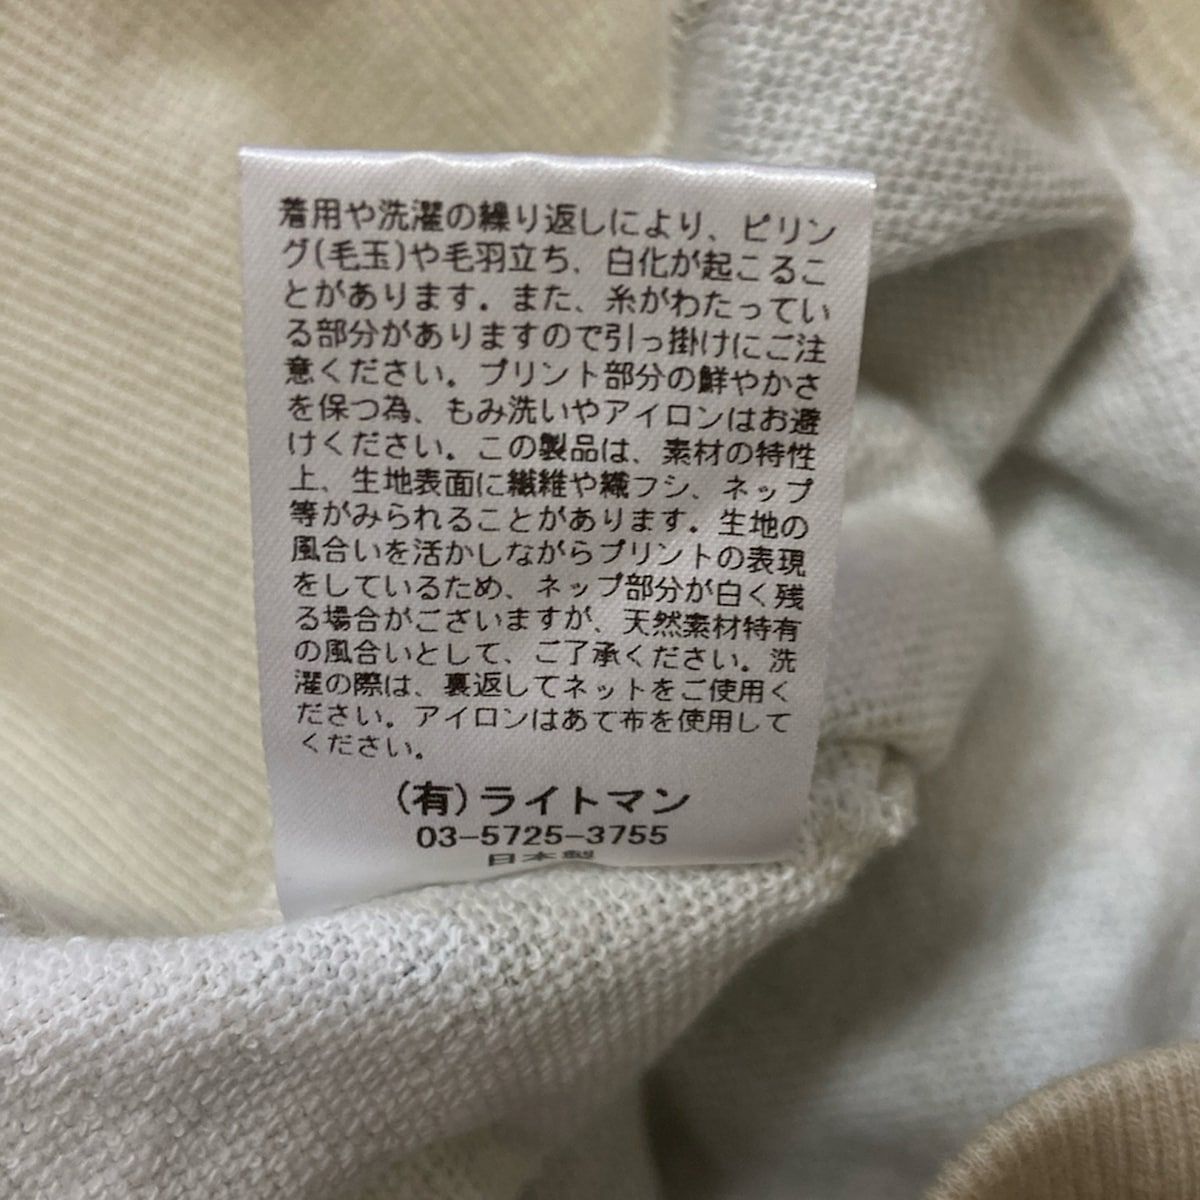 着用や洗濯の繰り返しにより、ピリン
グ(毛玉)や毛羽立ち、白化が起こるこ
とがあります。また、糸がわたってい
る部分がありますので引っ掛けにご注
意ください。プリント部分の鮮やかさ
を保つ為、もみ洗いやアイロンはお避
けください。この製品は、素材の特性
上、生地表面に繊維や織フシ、ネップ
等がみられることがあります。生地の
風合いを活かしながらプリントの表現
をしているため、ネップ部分が白く残
る場合がございますが、天然素材特有
の風合いとして、ご了承ください。洗
濯の際は、裏返してネットをご使用く
ださい。アイロンはあて布を使用して
ください。
(有)ライトマン
03-5725-3755
日本製